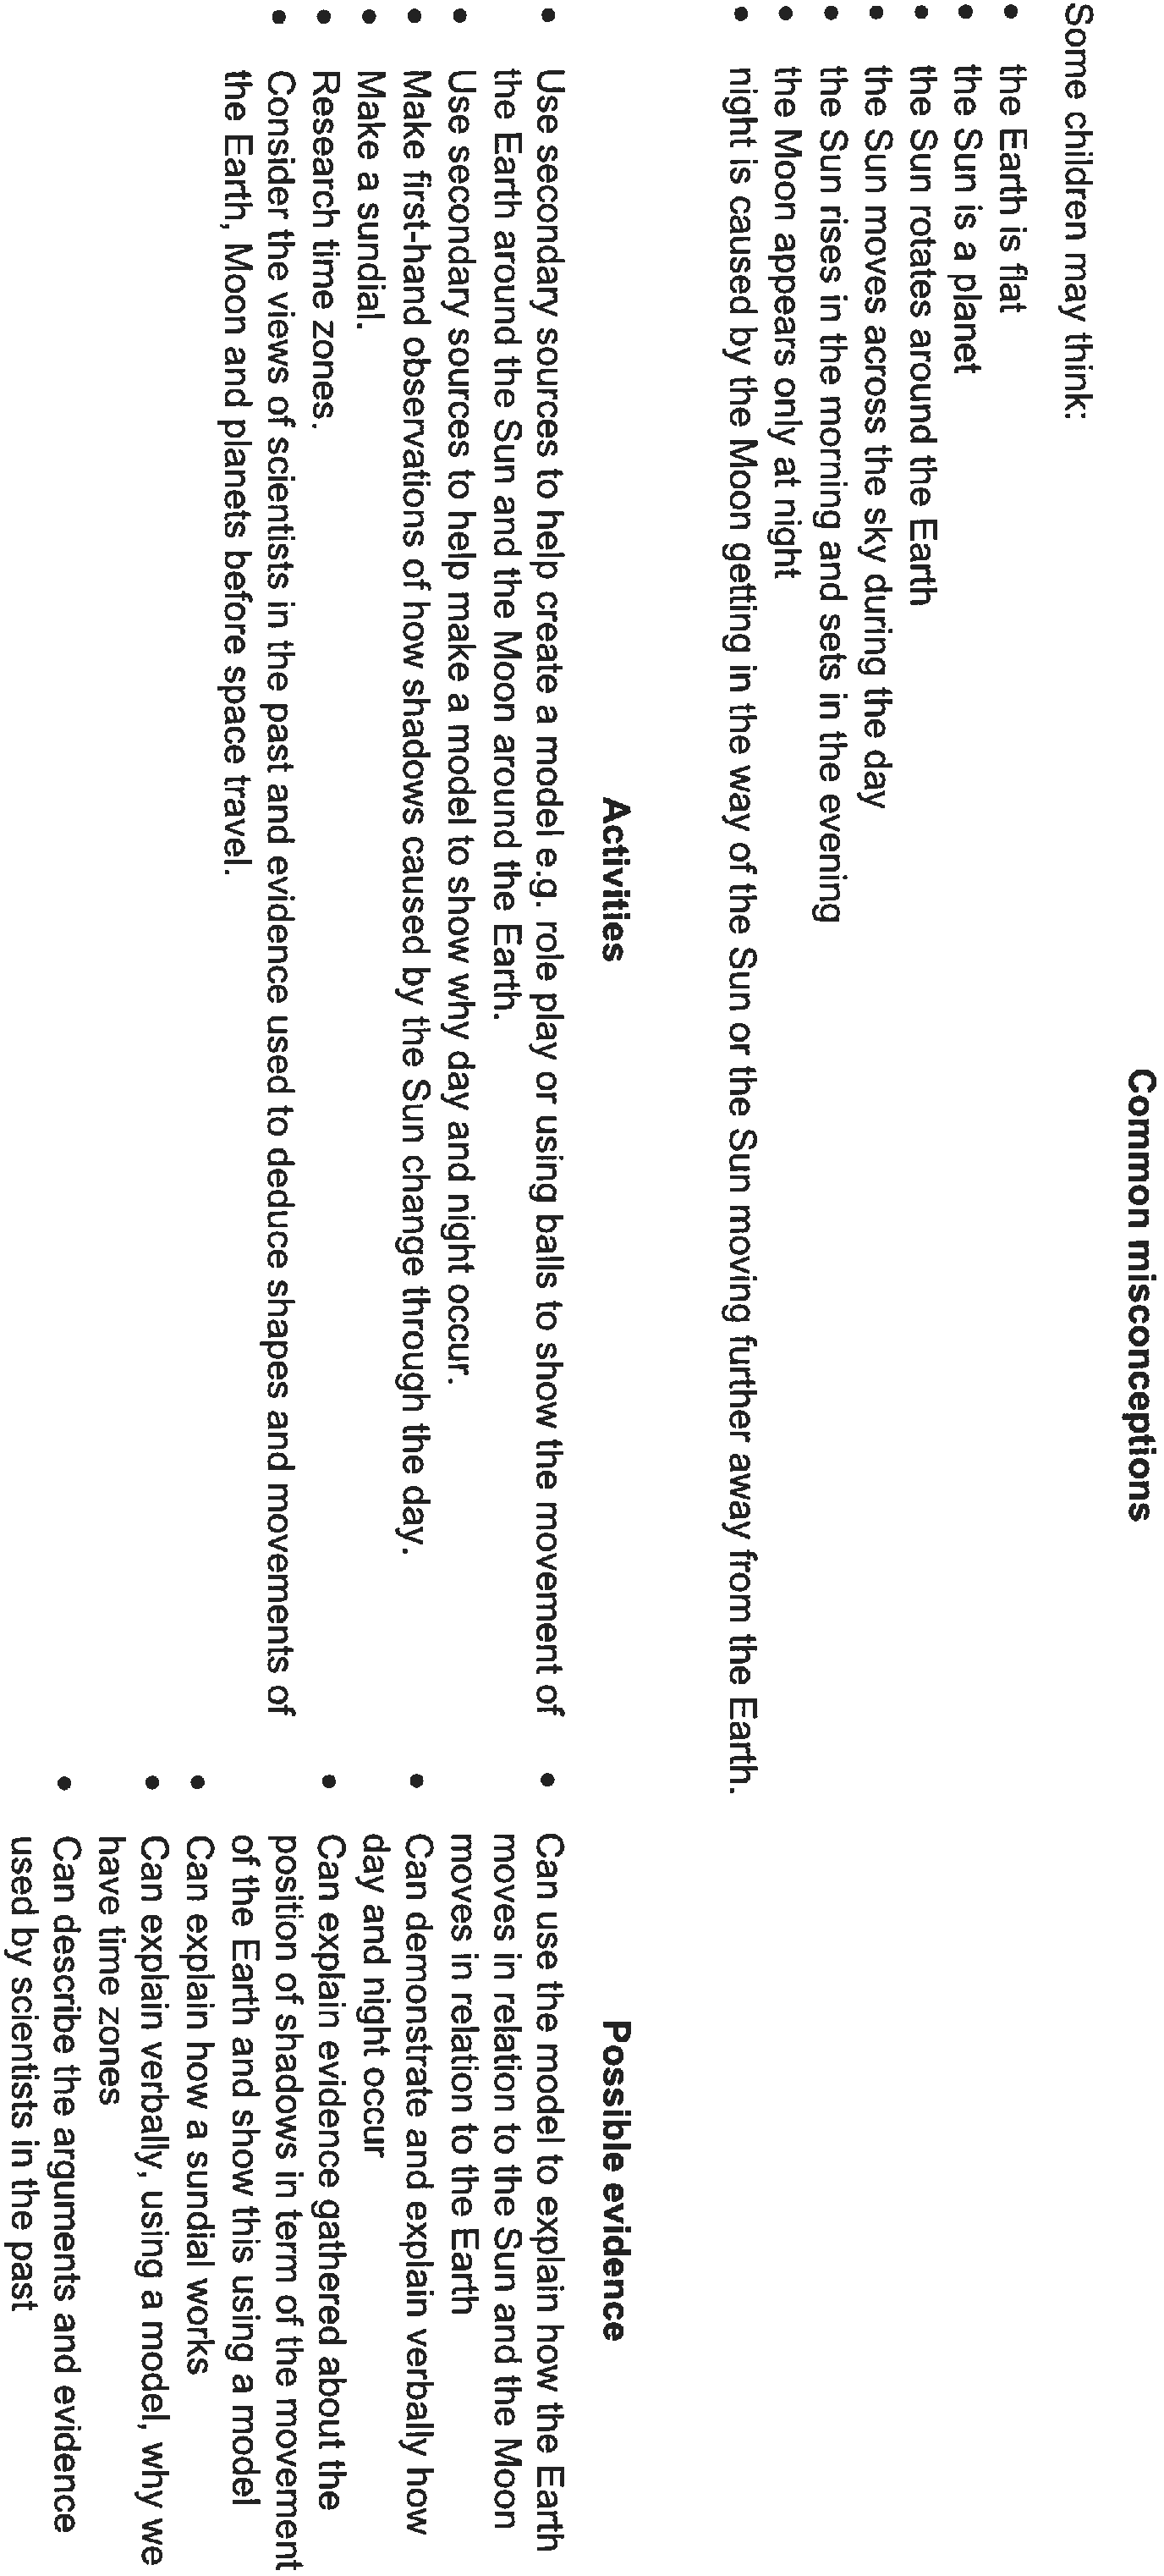 Common misconceptions
Some children may think:
• the Earth is flat
• the Sun is a planet
• the Sun rotates around the Earth
• the Sun moves across the sky during the day
• the Sun rises in the morning and sets in the evening
• the Moon appears only at night
• night is caused by the Moon getting in the way of the Sun or the Sun moving further away from the Earth.
Activities
• Use secondary sources to help create a model e.g. role play or using balls to show the movement of
the Earth around the Sun and the Moon around the Earth.
• Use secondary sources to help make a model to show why day and night occur.
• Make first-hand observations of how shadows caused by the Sun change through the day.
• Make a sundial.
• Research time zones.
• Consider the views of scientists in the past and evidence used to deduce shapes and movements of
the Earth, Moon and planets before space travel.
Possible evidence
• Can use the model to explain how the Earth
moves in relation to the Sun and the Moon
moves in relation to the Earth
• Can demonstrate and explain verbally how
day and night occur
• Can explain evidence gathered about the
position of shadows in term of the movement
of the Earth and show this using a model
• Can explain how a sundial works
• Can explain verbally, using a model, why we
have time zones
• Can describe the arguments and evidence
used by scientists in the past